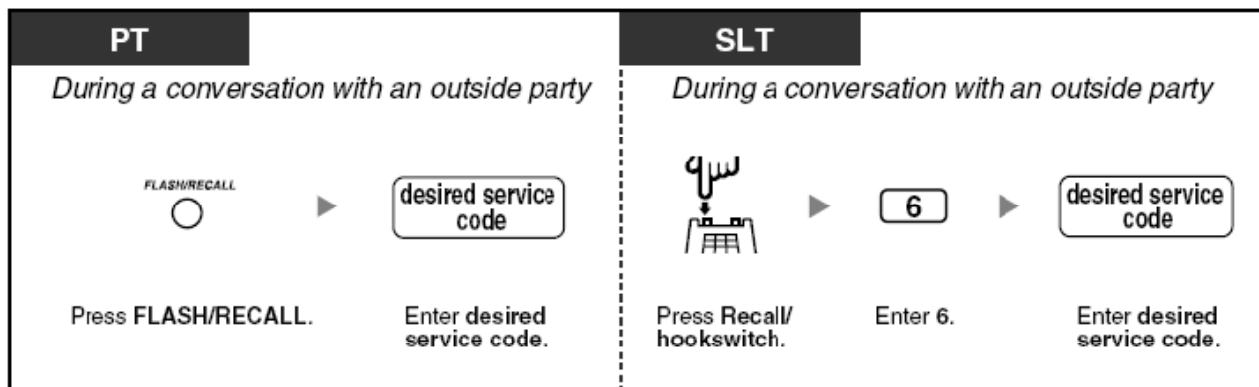 PT
During a conversation with an outside party
FLASH/RECALL
desired service
code
Press FLASH/RECALL.
Enter desired
service code.
SLT
During a conversation with an outside party
6
desired service
code
Press Recall/
hookswitch.
Enter 6.
Enter desired
service code.